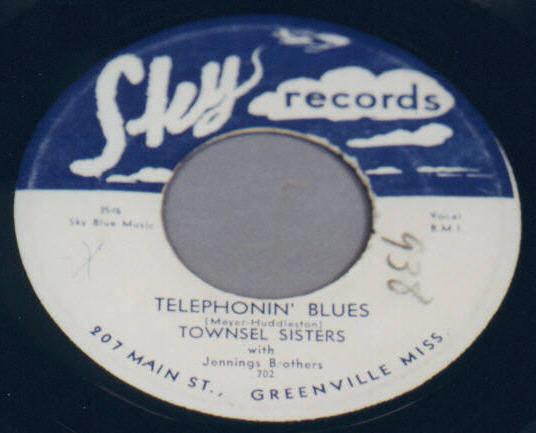 Sky records
Sky Blue Music
Vocal
B.M.I.
938
TELEPHONIN' BLUES
(Meyer-Huddleston)
TOWNSEL SISTERS
with
Jennings Brothers
702
207 MAIN ST., GREENVILLE MISS.